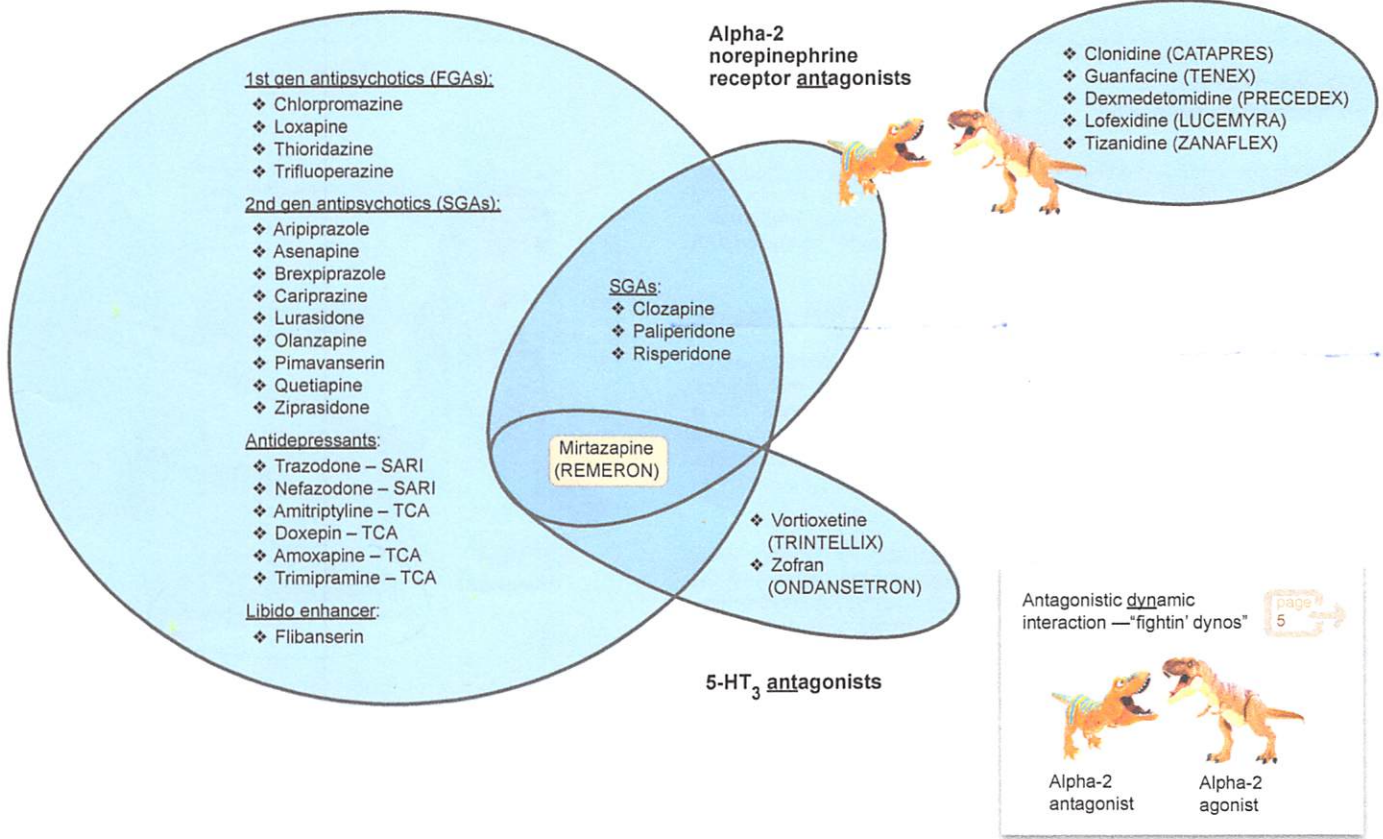 Alpha-2
norepinephrine
receptor antagonists
❖ Clonidine (CATAPRES)
❖ Guanfacine (TENEX)
❖ Dexmedetomidine (PRECEDEX)
❖ Lofexidine (LUCEMYRA)
❖ Tizanidine (ZANAFLEX)
1st gen antipsychotics (FGAs):
❖ Chlorpromazine
❖ Loxapine
❖ Thioridazine
❖ Trifluoperazine
2nd gen antipsychotics (SGAs):
❖ Aripiprazole
❖ Asenapine
❖ Brexpiprazole
❖ Cariprazine
❖ Lurasidone
❖ Olanzapine
❖ Pimavanserin
❖ Quetiapine
❖ Ziprasidone
Antidepressants:
❖ Trazodone – SARI
❖ Nefazodone – SARI
❖ Amitriptyline – TCA
❖ Doxepin – TCA
❖ Amoxapine – TCA
❖ Trimipramine – TCA
Libido enhancer:
❖ Flibanserin
SGAs:
❖ Clozapine
❖ Paliperidone
❖ Risperidone
Mirtazapine
(REMERON)
❖ Vortioxetine
(TRINTELLIX)
❖ Zofran
(ONDANSETRON)
5-HT3 antagonists
Antagonistic dynamic
interaction —"fightin' dynos"
page
5
Alpha-2
antagonist
Alpha-2
agonist